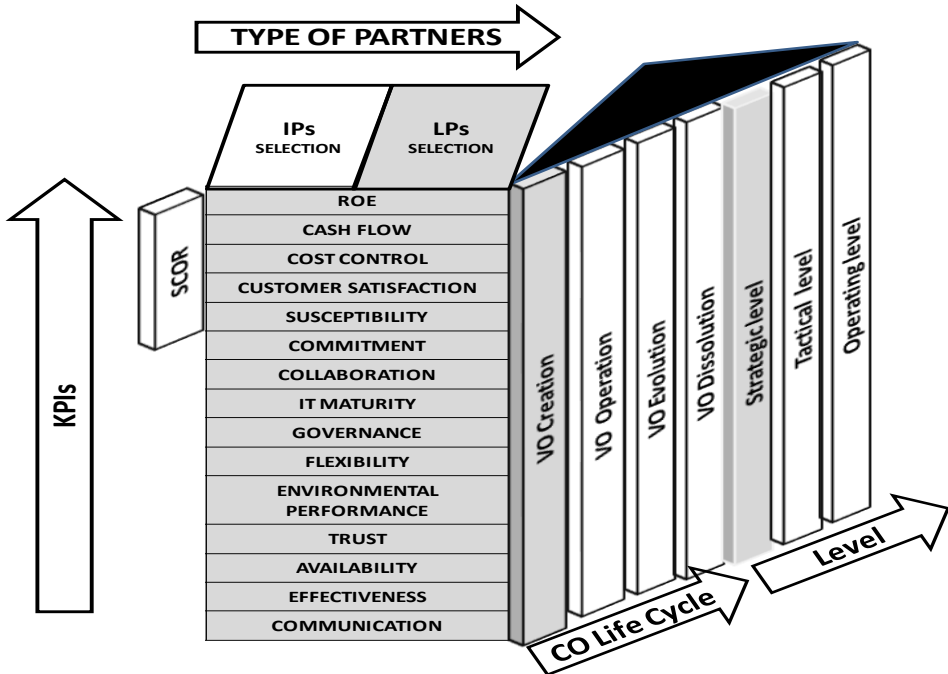 TYPE OF PARTNERS
IPs
SELECTION
LPs
SELECTION
KPIs
SCOR
ROE
CASH FLOW
COST CONTROL
CUSTOMER SATISFACTION
SUSCEPTIBILITY
COMMITMENT
COLLABORATION
IT MATURITY
GOVERNANCE
FLEXIBILITY
ENVIRONMENTAL
PERFORMANCE
TRUST
AVAILABILITY
EFFECTIVENESS
COMMUNICATION
VO Creation
VO Operation
VO Evolution
VO Dissolution
Strategic level
Tactical level
Operating level
CO Life Cycle
Level